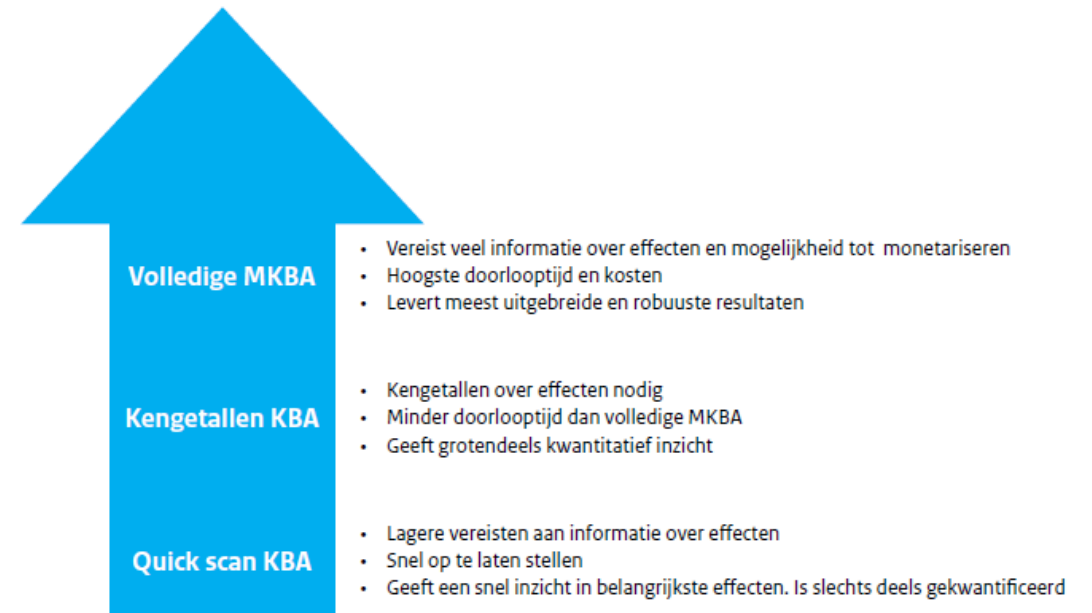 Volledige MKBA
• Vereist veel informatie over effecten en mogelijkheid tot monetariseren
• Hoogste doorlooptijd en kosten
• Levert meest uitgebreide en robuuste resultaten
Kengetallen KBA
• Kengetallen over effecten nodig
• Minder doorlooptijd dan volledige MKBA
• Geeft grotendeels kwantitatief inzicht
Quick scan KBA
• Lagere vereisten aan informatie over effecten
• Snel op te laten stellen
• Geeft een snel inzicht in belangrijkste effecten. Is slechts deels gekwantificeerd